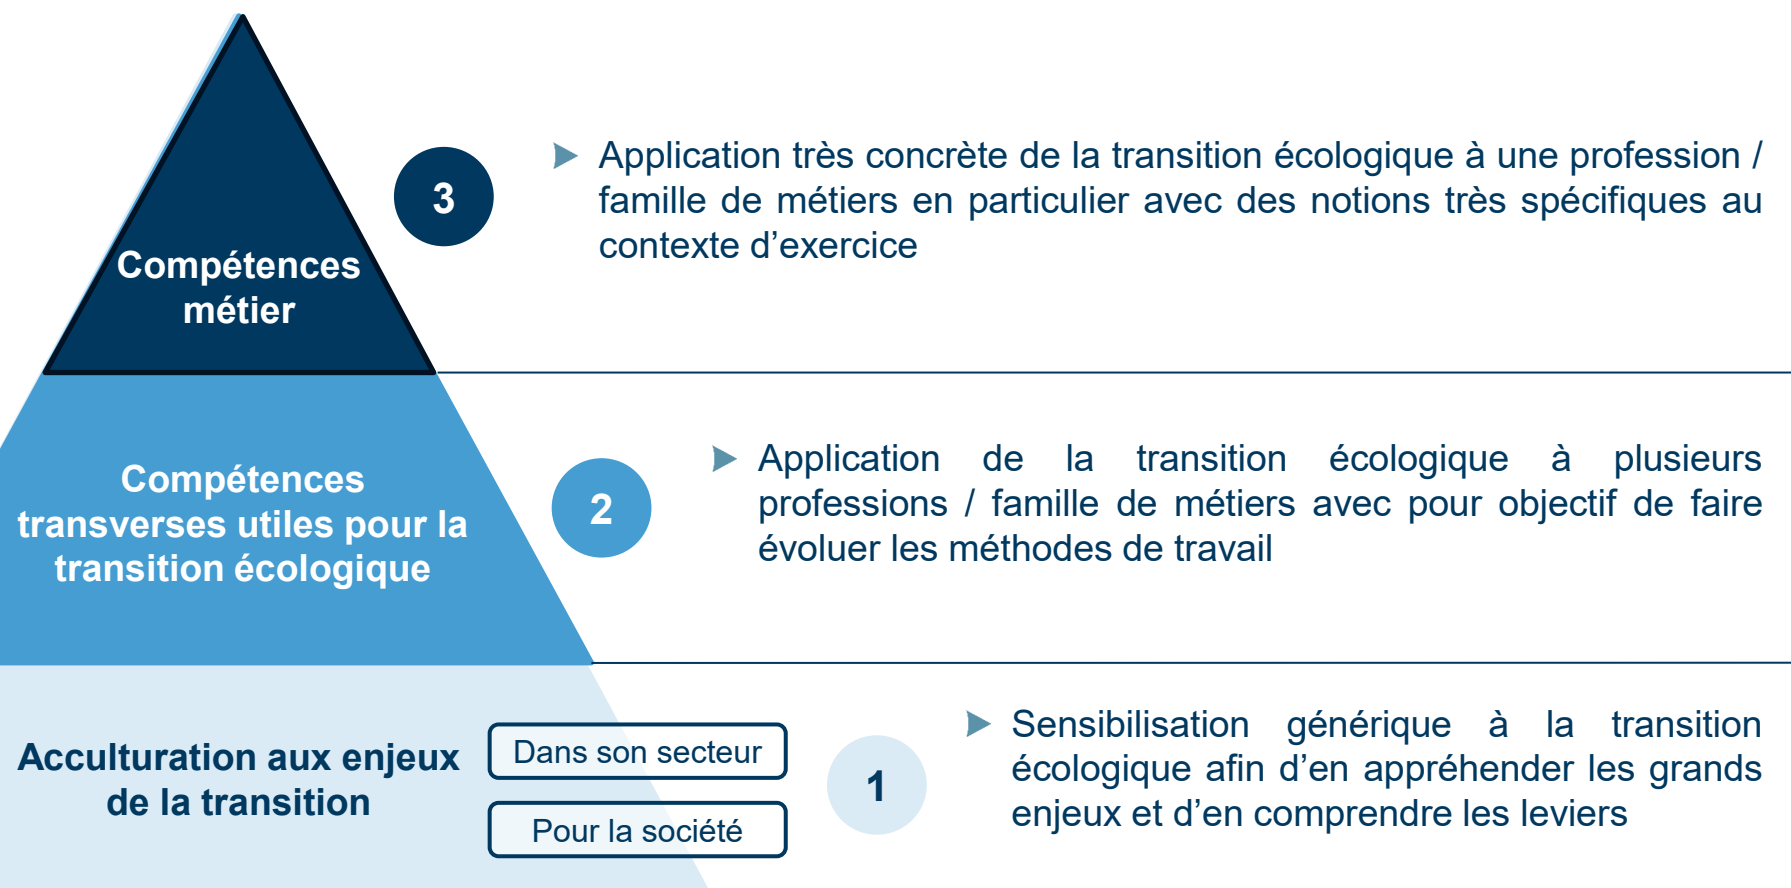 Compétences
métier
3
Application très concrète de la transition écologique à une profession /
famille de métiers en particulier avec des notions très spécifiques au
contexte d’exercice
Compétences
transverses utiles pour la
transition écologique
2
Application de la transition écologique à plusieurs
professions / famille de métiers avec pour objectif de faire
évoluer les méthodes de travail
Acculturation aux enjeux
de la transition
Dans son secteur
Pour la société
1
Sensibilisation générique à la transition
écologique afin d’en appréhender les grands
enjeux et d’en comprendre les leviers